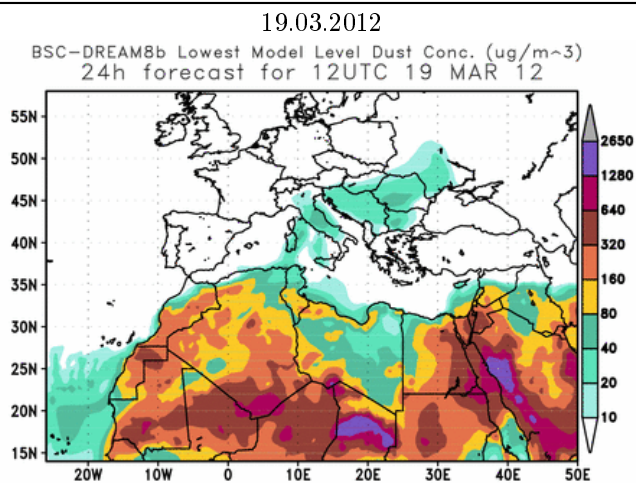 19.03.2012
BSC-DREAM8b Lowest Model Level Dust Conc. (ug/m^3)
24h forecast for 12UTC 19 MAR 12
55N
50N
45N
40N
35N
30N
25N
20N
15N
20W 10W 0 10E 20E 30E 40E 50E
2650
1280
640
320
160
80
40
20
10